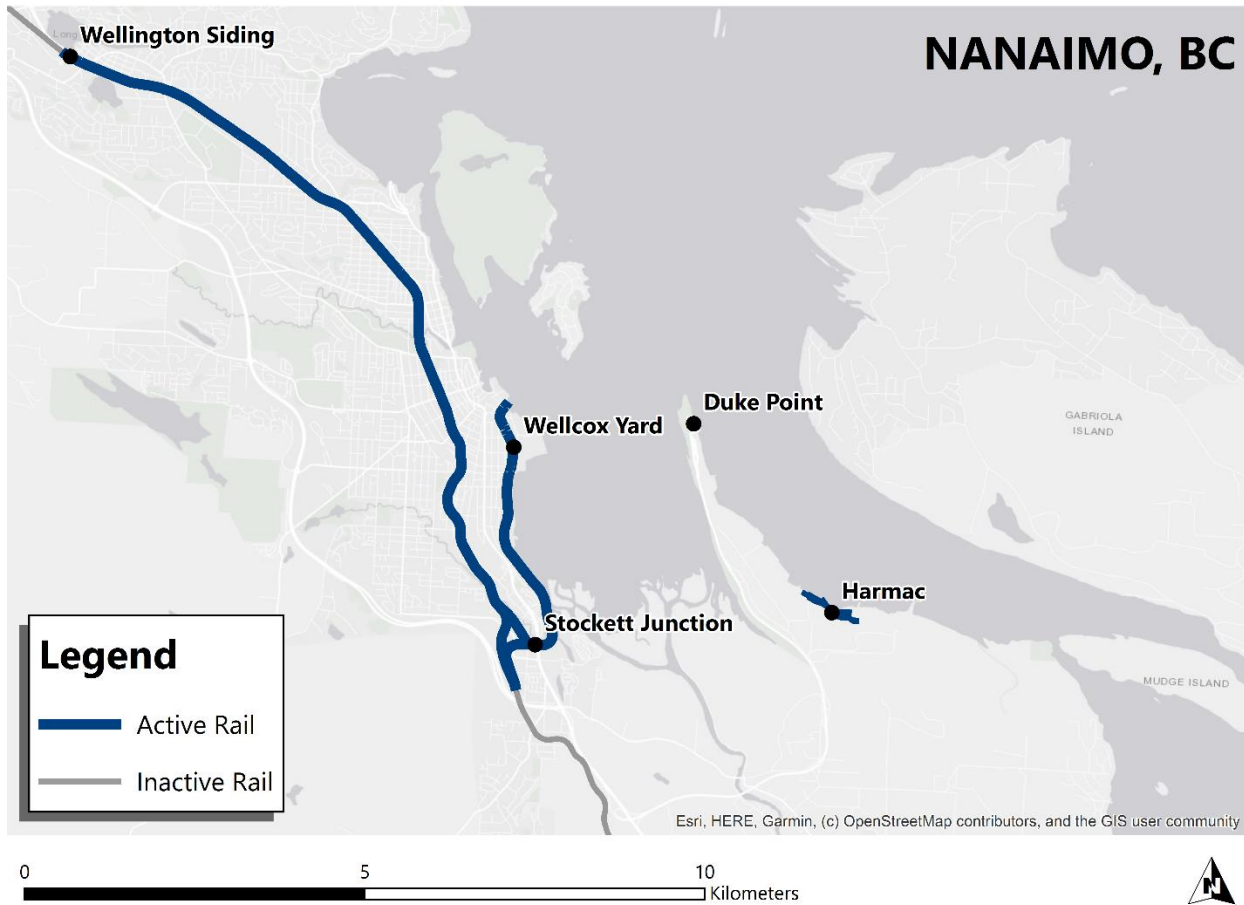 Long
Wellington Siding
NANAIMO, BC
Duke Point
GABRIOLA
ISLAND
Wellcox Yard
Harmac
Stockett Junction
MUDGE ISLAND
Legend
Active Rail
Inactive Rail
Esri, HERE, Garmin, (c) OpenStreetMap contributors, and the GIS user community
0 5 10
Kilometers
N